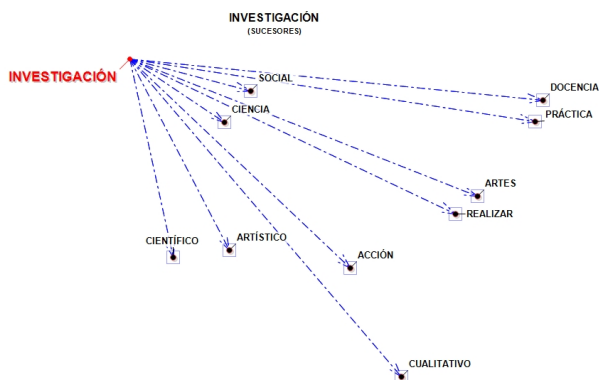 INVESTIGACIÓN
(SUCESORES)
INVESTIGACIÓN
SOCIAL
DOCENCIA
CIENCIA
PRÁCTICA
ARTES
REALIZAR
CIENTÍFICO
ARTÍSTICO
ACCIÓN
CUALITATIVO